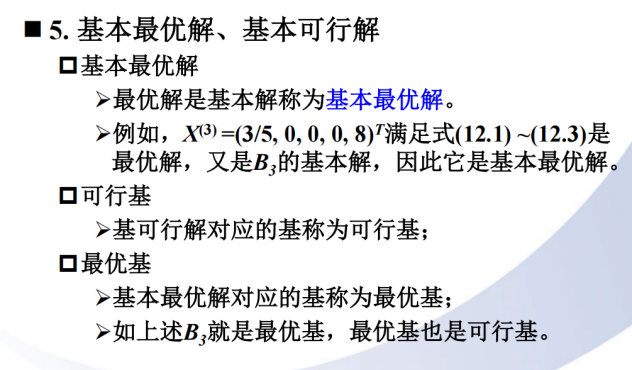 ■ 5. 基本最优解、基本可行解
❑基本最优解
➢最优解是基本解称为基本最优解。
➢例如，X⁽³⁾=(3/5, 0, 0, 0, 8)ᵀ满足式(12.1) ~(12.3)是
最优解，又是B₃的基本解，因此它是基本最优解。
❑可行基
➢基可行解对应的基称为可行基；
❑最优基
➢基本最优解对应的基称为最优基；
➢如上述B₃就是最优基，最优基也是可行基。